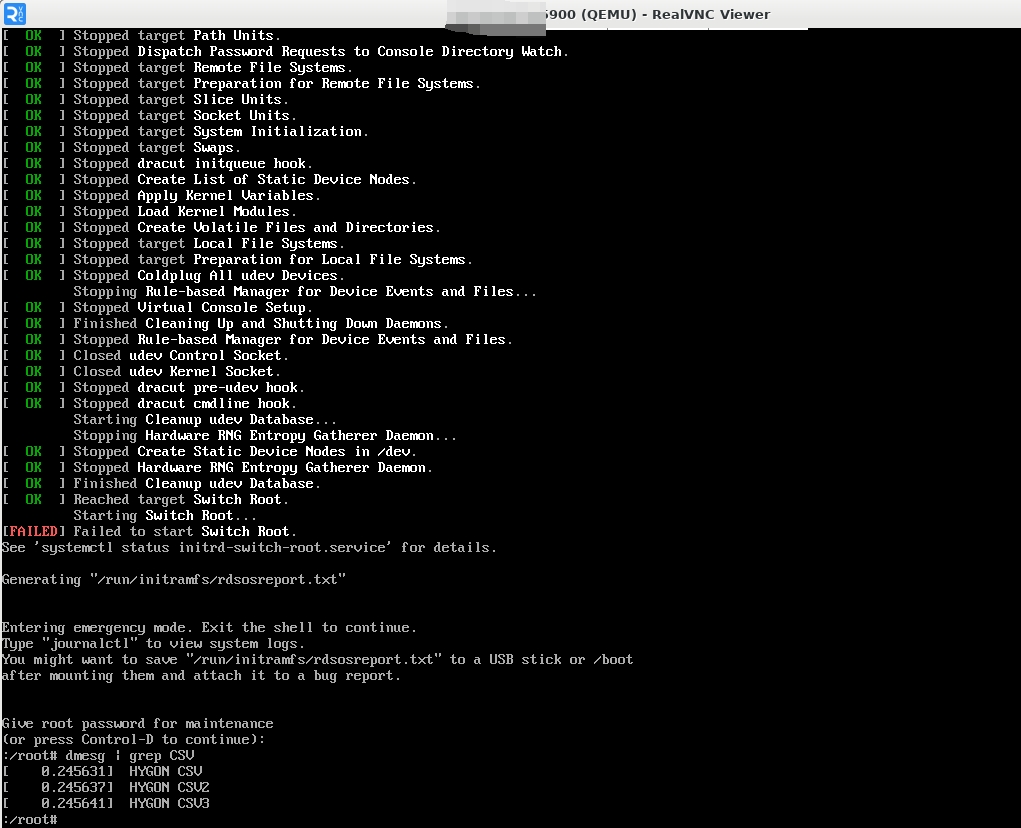 5900 (QEMU) - RealVNC Viewer
[  OK  ] Stopped target Path Units.
[  OK  ] Stopped Dispatch Password Requests to Console Directory Watch.
[  OK  ] Stopped target Remote File Systems.
[  OK  ] Stopped target Preparation for Remote File Systems.
[  OK  ] Stopped target Slice Units.
[  OK  ] Stopped target Socket Units.
[  OK  ] Stopped target System Initialization.
[  OK  ] Stopped target Swaps.
[  OK  ] Stopped dracut initqueue hook.
[  OK  ] Stopped Create List of Static Device Nodes.
[  OK  ] Stopped Apply Kernel Variables.
[  OK  ] Stopped Load Kernel Modules.
[  OK  ] Stopped Create Volatile Files and Directories.
[  OK  ] Stopped target Local File Systems.
[  OK  ] Stopped target Preparation for Local File Systems.
[  OK  ] Stopped Coldplug All udev Devices.
         Stopping Rule-based Manager for Device Events and Files...
[  OK  ] Stopped Virtual Console Setup.
[  OK  ] Finished Cleaning Up and Shutting Down Daemons.
[  OK  ] Stopped Rule-based Manager for Device Events and Files.
[  OK  ] Closed udev Control Socket.
[  OK  ] Closed udev Kernel Socket.
[  OK  ] Stopped dracut pre-udev hook.
[  OK  ] Stopped dracut cmdline hook.
         Starting Cleanup udev Database...
         Stopping Hardware RNG Entropy Gatherer Daemon...
[  OK  ] Stopped Create Static Device Nodes in /dev.
[  OK  ] Stopped Hardware RNG Entropy Gatherer Daemon.
[  OK  ] Finished Cleanup udev Database.
[  OK  ] Reached target Switch Root.
         Starting Switch Root...
[FAILED] Failed to start Switch Root.
See 'systemctl status initrd-switch-root.service' for details.
Generating "/run/initramfs/rdsosreport.txt"
Entering emergency mode. Exit the shell to continue.
Type "journalctl" to view system logs.
You might want to save "/run/initramfs/rdsosreport.txt" to a USB stick or /boot
after mounting them and attach it to a bug report.
Give root password for maintenance
(or press Control-D to continue):
:/root# dmesg | grep CSV
[    0.245631]  HYGON CSV
[    0.245637]  HYGON CSV2
[    0.245641]  HYGON CSV3
:/root#